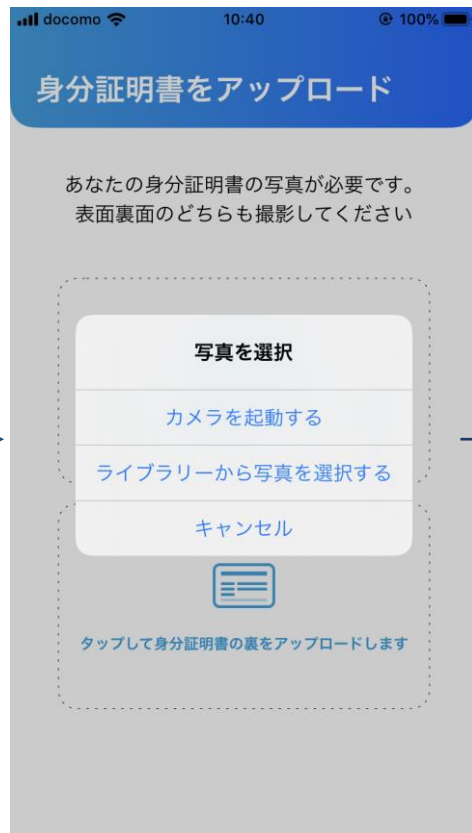 docomo 10:40 100%
身分証明書をアップロード
あなたの身分証明書の写真が必要です。
表面裏面のどちらも撮影してください
写真を選択
カメラを起動する
ライブラリーから写真を選択する
キャンセル
タップして身分証明書の裏をアップロードします